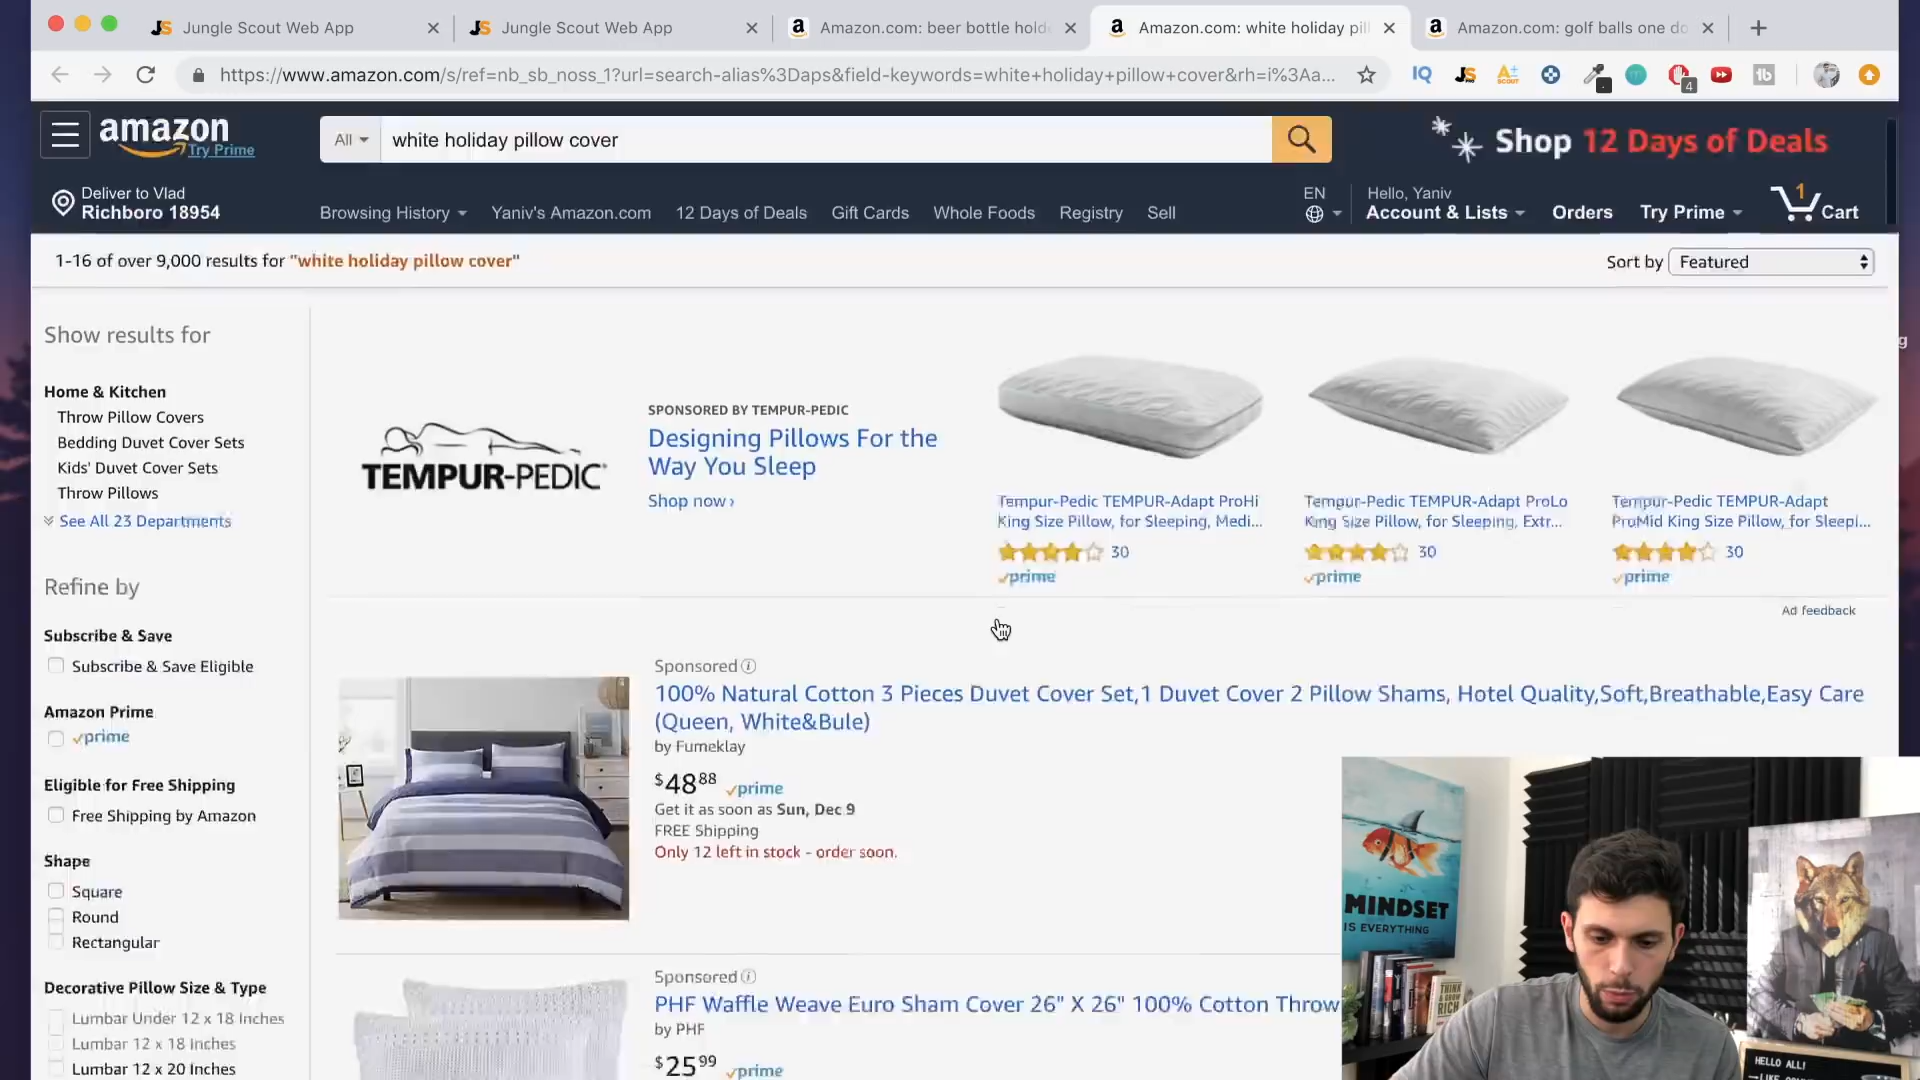 Jungle Scout Web App
Jungle Scout Web App
Amazon.com: beer bottle hold
Amazon.com: white holiday pill
Amazon.com: golf balls one do
https://www.amazon.com/s/ref=nb_sb_noss_1?url=search-alias%3Daps&field-keywords=white+holiday+pillow+cover&rh=i%3Aa...
IQ
JS
A+
SCOUT
4
tb
amazon
Try Prime
All
white holiday pillow cover
Shop 12 Days of Deals
Deliver to Vlad
Richboro 18954
Browsing History
Yaniv's Amazon.com
12 Days of Deals
Gift Cards
Whole Foods
Registry
Sell
EN
Hello, Yaniv
Account & Lists
Orders
Try Prime
1
Cart
1-16 of over 9,000 results for "white holiday pillow cover"
Sort by
Featured
Show results for
Home & Kitchen
Throw Pillow Covers
Bedding Duvet Cover Sets
Kids' Duvet Cover Sets
Throw Pillows
See All 23 Departments
Refine by
Subscribe & Save
Subscribe & Save Eligible
Amazon Prime
prime
Eligible for Free Shipping
Free Shipping by Amazon
Shape
Square
Round
Rectangular
Decorative Pillow Size & Type
Lumbar Under 12 x 18 Inches
Lumbar 12 x 18 Inches
Lumbar 12 x 20 Inches
TEMPUR-PEDIC
SPONSORED BY TEMPUR-PEDIC
Designing Pillows For the
Way You Sleep
Shop now ›
Tempur-Pedic TEMPUR-Adapt ProHi
King Size Pillow, for Sleeping, Medi...
30
prime
Tempur-Pedic TEMPUR-Adapt ProLo
King Size Pillow, for Sleeping, Extr...
30
prime
Tempur-Pedic TEMPUR-Adapt
ProMid King Size Pillow, for Sleepi...
30
prime
Ad feedback
Sponsored
100% Natural Cotton 3 Pieces Duvet Cover Set,1 Duvet Cover 2 Pillow Shams, Hotel Quality,Soft,Breathable,Easy Care
(Queen, White&Bule)
by Fumeklay
$48 88
prime
Get it as soon as Sun, Dec 9
FREE Shipping
Only 12 left in stock - order soon.
Sponsored
PHF Waffle Weave Euro Sham Cover 26" X 26" 100% Cotton Throw
by PHF
$25 99
prime
MINDSET
IS EVERYTHING
THINK
& GROW
RICH
HELLO ALL!